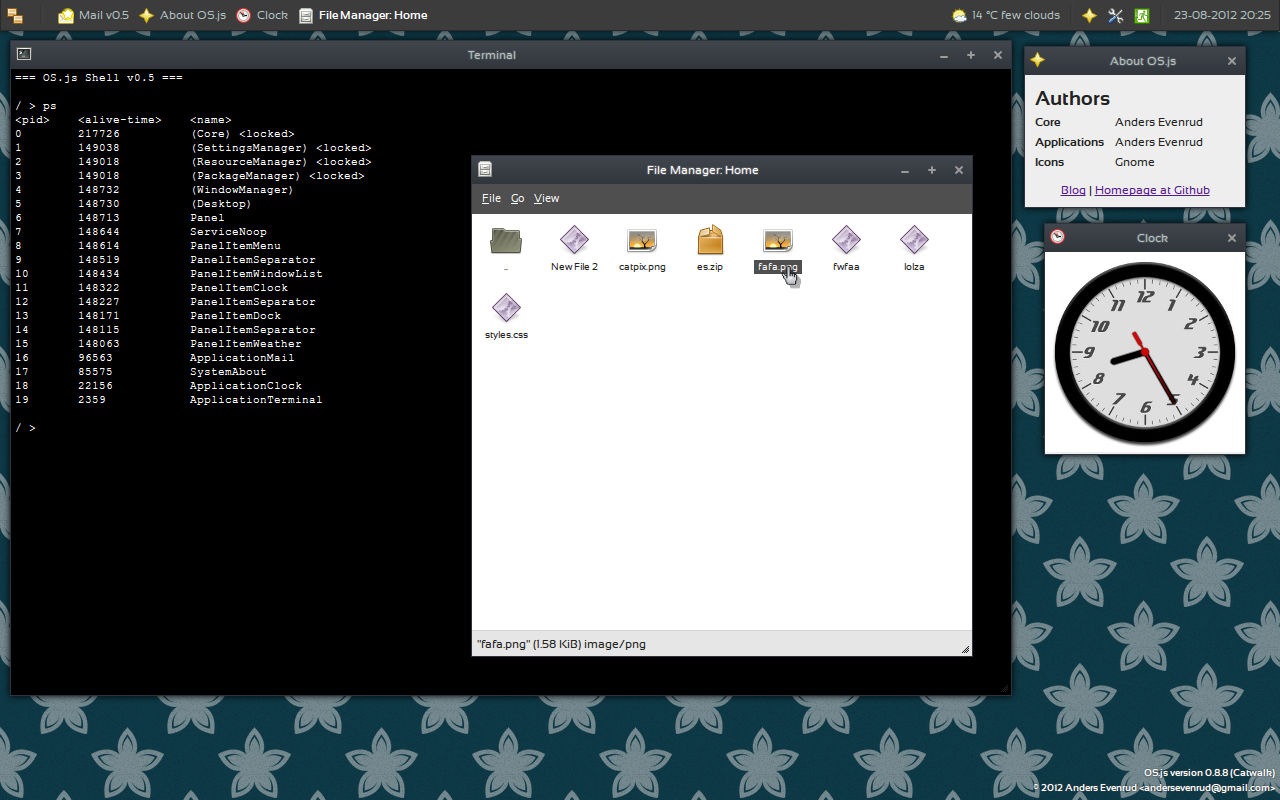 Mail v0.5 About OS.js Clock File Manager: Home 14 °C few clouds 23-08-2012 20:25
Terminal
=== OS.js Shell v0.5 ===
/ > ps
<pid> <alive-time> <name>
0 217726 (Core) <locked>
1 149038 (SettingsManager) <locked>
2 149018 (ResourceManager) <locked>
3 149018 (PackageManager) <locked>
4 148732 (WindowManager)
5 148730 (Desktop)
6 148713 Panel
7 148644 ServiceNoop
8 148614 PanelItemMenu
9 148519 PanelItemSeparator
10 148434 PanelItemWindowList
11 148322 PanelItemClock
12 148227 PanelItemSeparator
13 148171 PanelItemDock
14 148115 PanelItemSeparator
15 148063 PanelItemWeather
16 96563 ApplicationMail
17 85575 SystemAbout
18 22156 ApplicationClock
19 2359 ApplicationTerminal
/ >
File Manager: Home
File Go View
.. New File 2 catpix.png es.zip fafa.png fwfaa lolza
styles.css
"fafa.png" (1.58 KiB) image/png
About OS.js
Authors
Core Anders Evenrud
Applications Anders Evenrud
Icons Gnome
Blog | Homepage at Github
Clock
12
11 1
10 2
9 3
8 4
7 5
6
OS.js version 0.8.8 (Catwalk)
© 2012 Anders Evenrud <andersevenrud@gmail.com>